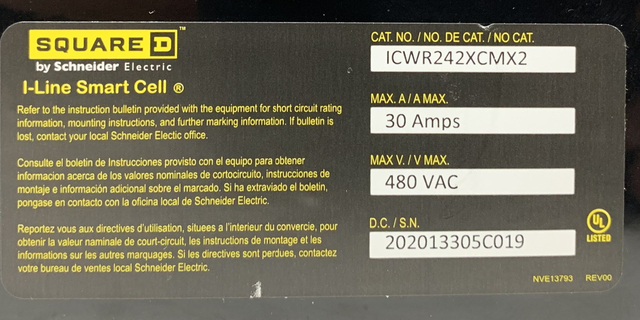 SQUARE D
by Schneider Electric
I-Line Smart Cell ®
Refer to the instruction bulletin provided with the equipment for short circuit rating
information, mounting instructions, and further marking information. If bulletin is
lost, contact your local Schneider Electic office.
Consulte el boletin de Instrucciones provisto con el equipo para obtener
informacion acerca de los valores nominales de cortocircuito, instrucciones de
montaje e información adicional sobre el marcado. Si ha extraviado el boletin,
pongase en contacto con la oficina local de Schneider Electric.
Reportez vous aux directives d'utilisation, situees a l'interieur du convercie, pour
obtenir la valeur naminale de court-circuit, les instructions de montage et les
informations sur les autres marquages. Si les directives sont perdues, contactez
votre bureau de ventes local Schneider Electric.
CAT. NO. / NO. DE CAT. / NO CAT.
ICWR242XCMX2
MAX. A / A MAX.
30 Amps
MAX V. / V MAX.
480 VAC
D.C. / S.N.
202013305C019
UL
LISTED
NVE13793 REV00